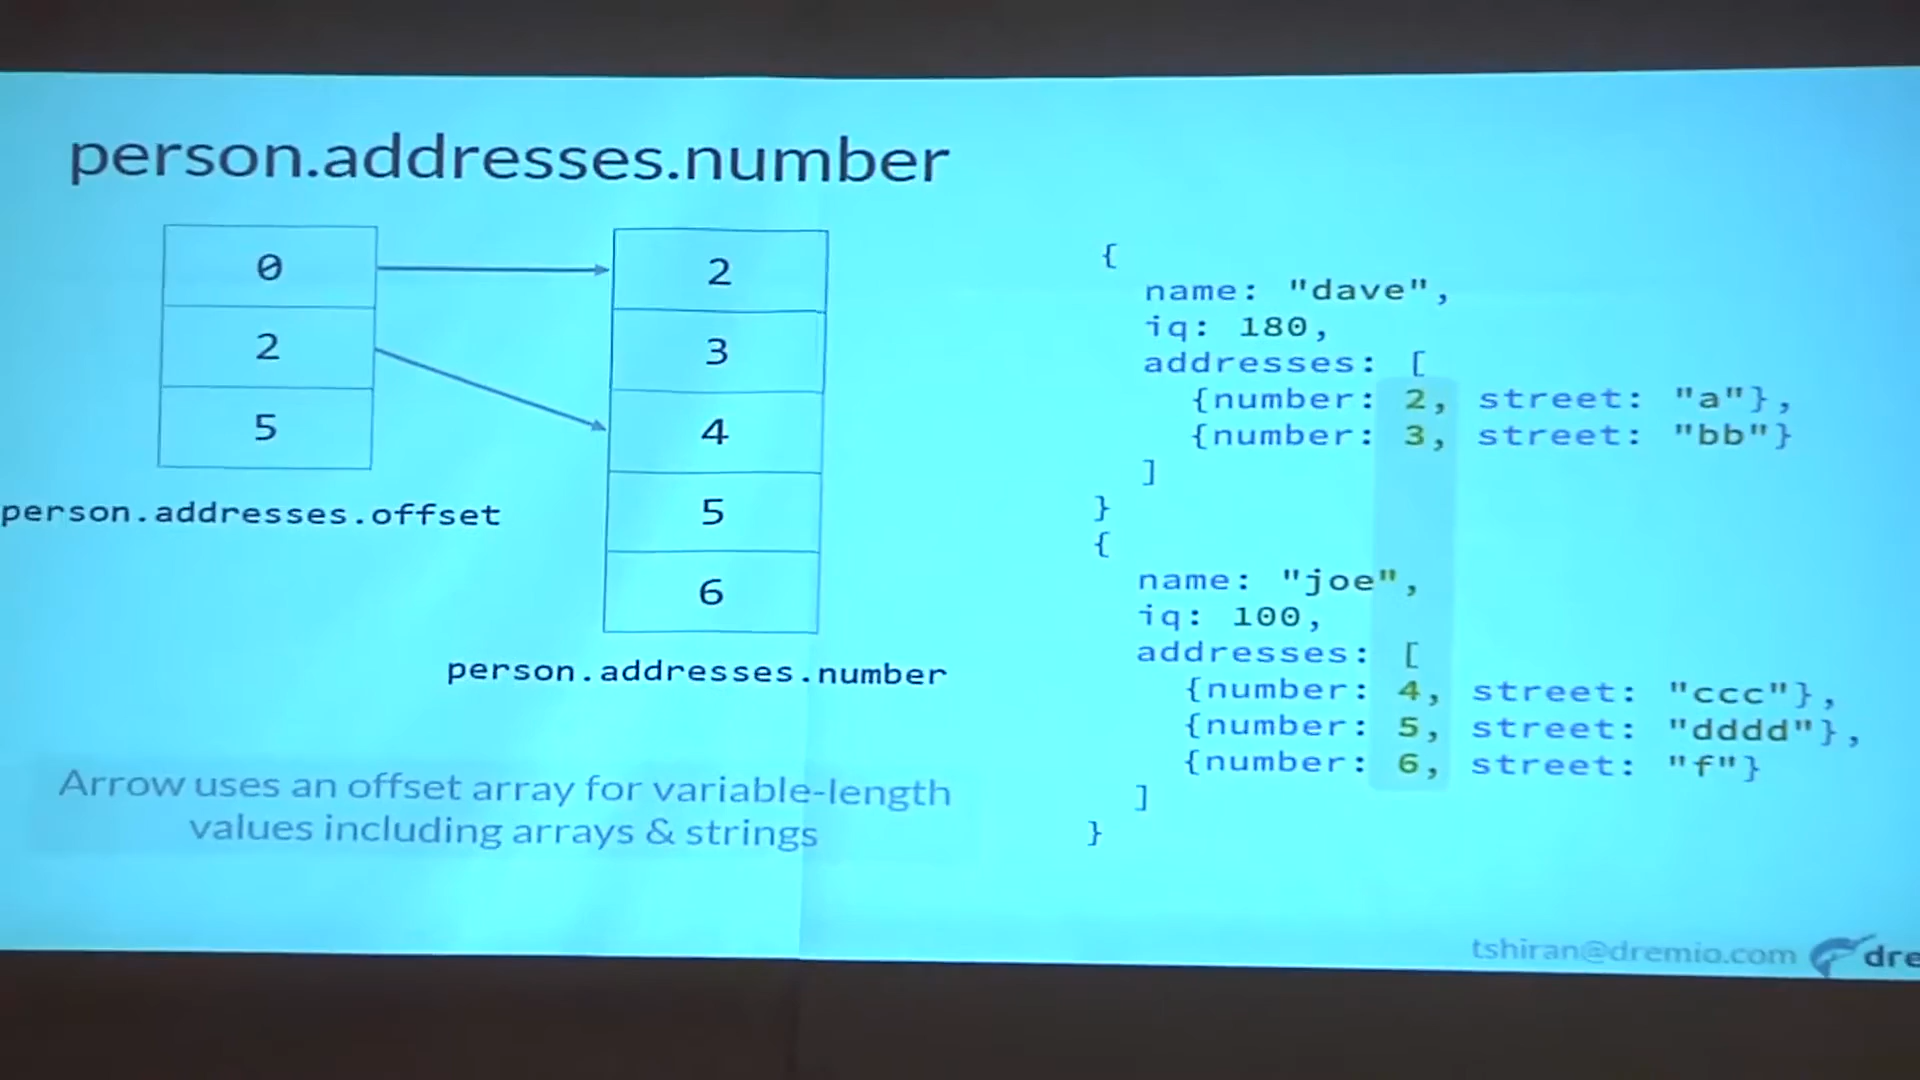 person.addresses.number
0
2
5
person.addresses.offset
2
3
4
5
6
person.addresses.number
Arrow uses an offset array for variable-length
values including arrays & strings
{
name: "dave",
iq: 180,
addresses: [
{number: 2, street: "a"},
{number: 3, street: "bb"}
]
}
{
name: "joe",
iq: 100,
addresses: [
{number: 4, street: "ccc"},
{number: 5, street: "dddd"},
{number: 6, street: "f"}
]
}
tshiran@dremio.com
dre